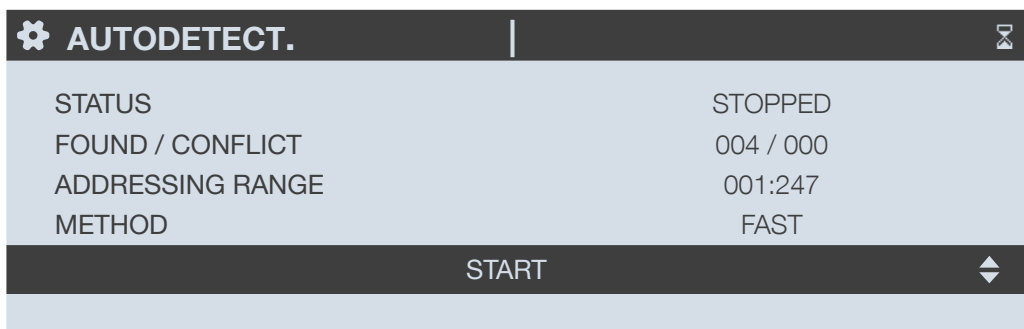 AUTODETECT.
STATUS STOPPED
FOUND / CONFLICT 004 / 000
ADDRESSING RANGE 001:247
METHOD FAST
START